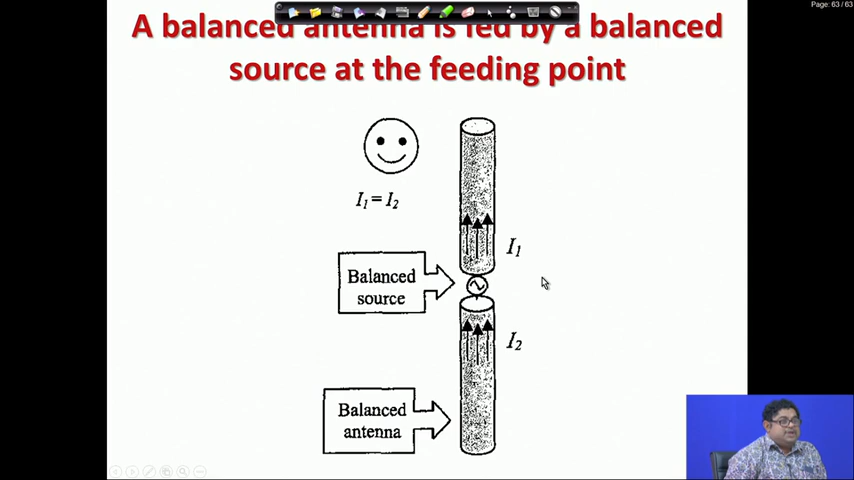 Page: 63 / 63
A balanced antenna is fed by a balanced
source at the feeding point
I₁ = I₂
I₁
Balanced
source
I₂
Balanced
antenna